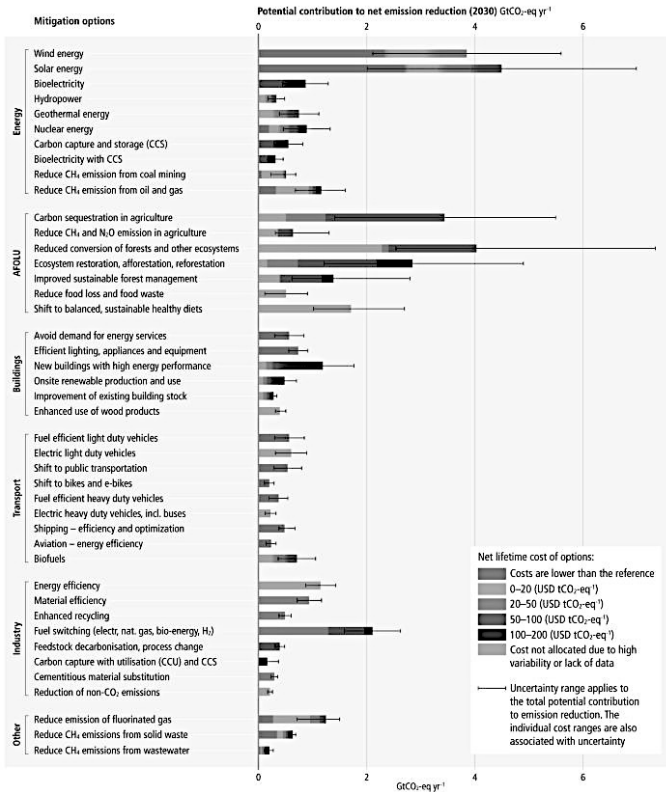 Mitigation options
Potential contribution to net emission reduction (2030) GtCO₂-eq yr⁻¹
0 2 4 6
Energy
Wind energy
Solar energy
Bioelectricity
Hydropower
Geothermal energy
Nuclear energy
Carbon capture and storage (CCS)
Bioelectricity with CCS
Reduce CH₄ emission from coal mining
Reduce CH₄ emission from oil and gas
AFOLU
Carbon sequestration in agriculture
Reduce CH₄ and N₂O emission in agriculture
Reduced conversion of forests and other ecosystems
Ecosystem restoration, afforestation, reforestation
Improved sustainable forest management
Reduce food loss and food waste
Shift to balanced, sustainable healthy diets
Buildings
Avoid demand for energy services
Efficient lighting, appliances and equipment
New buildings with high energy performance
Onsite renewable production and use
Improvement of existing building stock
Enhanced use of wood products
Transport
Fuel efficient light duty vehicles
Electric light duty vehicles
Shift to public transportation
Shift to bikes and e-bikes
Fuel efficient heavy duty vehicles
Electric heavy duty vehicles, incl. buses
Shipping – efficiency and optimization
Aviation – energy efficiency
Biofuels
Industry
Energy efficiency
Material efficiency
Enhanced recycling
Fuel switching (electr, nat. gas, bio-energy, H₂)
Feedstock decarbonisation, process change
Carbon capture with utilisation (CCU) and CCS
Cementitious material substitution
Reduction of non-CO₂ emissions
Other
Reduce emission of fluorinated gas
Reduce CH₄ emissions from solid waste
Reduce CH₄ emissions from wastewater
Net lifetime cost of options:
Costs are lower than the reference
0–20 (USD tCO₂-eq⁻¹)
20–50 (USD tCO₂-eq⁻¹)
50–100 (USD tCO₂-eq⁻¹)
100–200 (USD tCO₂-eq⁻¹)
Cost not allocated due to high
variability or lack of data
Uncertainty range applies to
the total potential contribution
to emission reduction. The
individual cost ranges are also
associated with uncertainty
0 2 4 6
GtCO₂-eq yr⁻¹